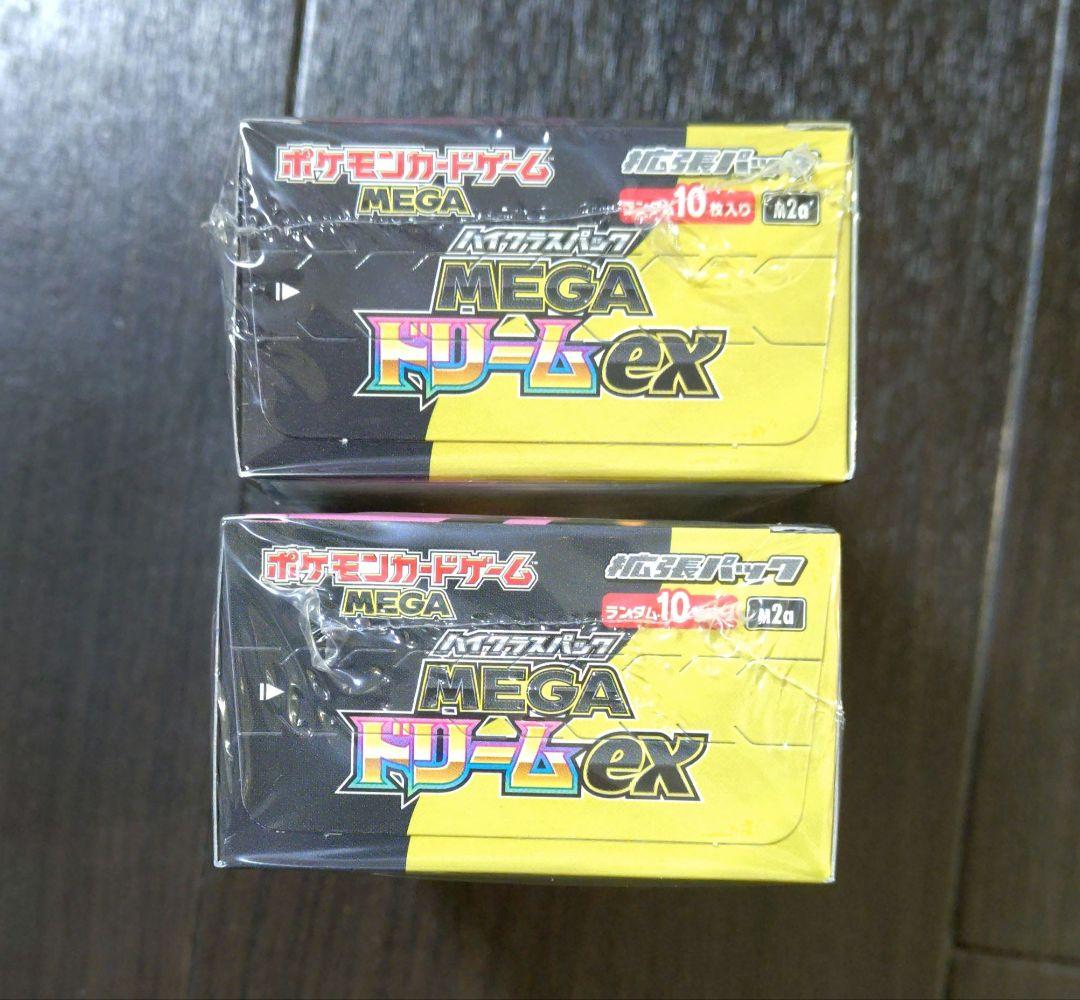 ポケモンカードゲーム
MEGA
拡張パック
ランダム10枚入り M2a
ハイクラスパック
MEGA
ドリームex
ポケモンカードゲーム
MEGA
拡張パック
ランダム10 M2a
ハイクラスパック
MEGA
ドリームex